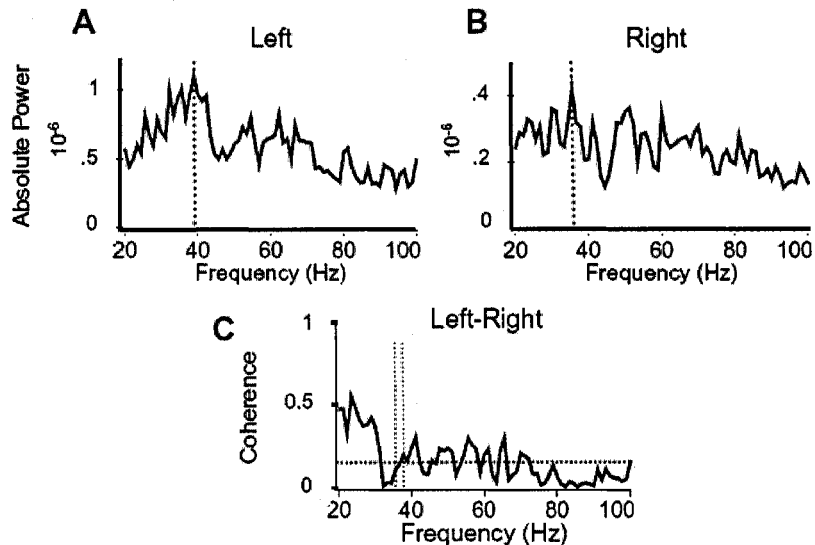 A
Left
Absolute Power
10-6
1
.5
0
20 40 60 80 100
Frequency (Hz)
B
Right
10-6
.4
.2
0
20 40 60 80 100
Frequency (Hz)
C
Left-Right
Coherence
1
0.5
0
20 40 60 80 100
Frequency (Hz)